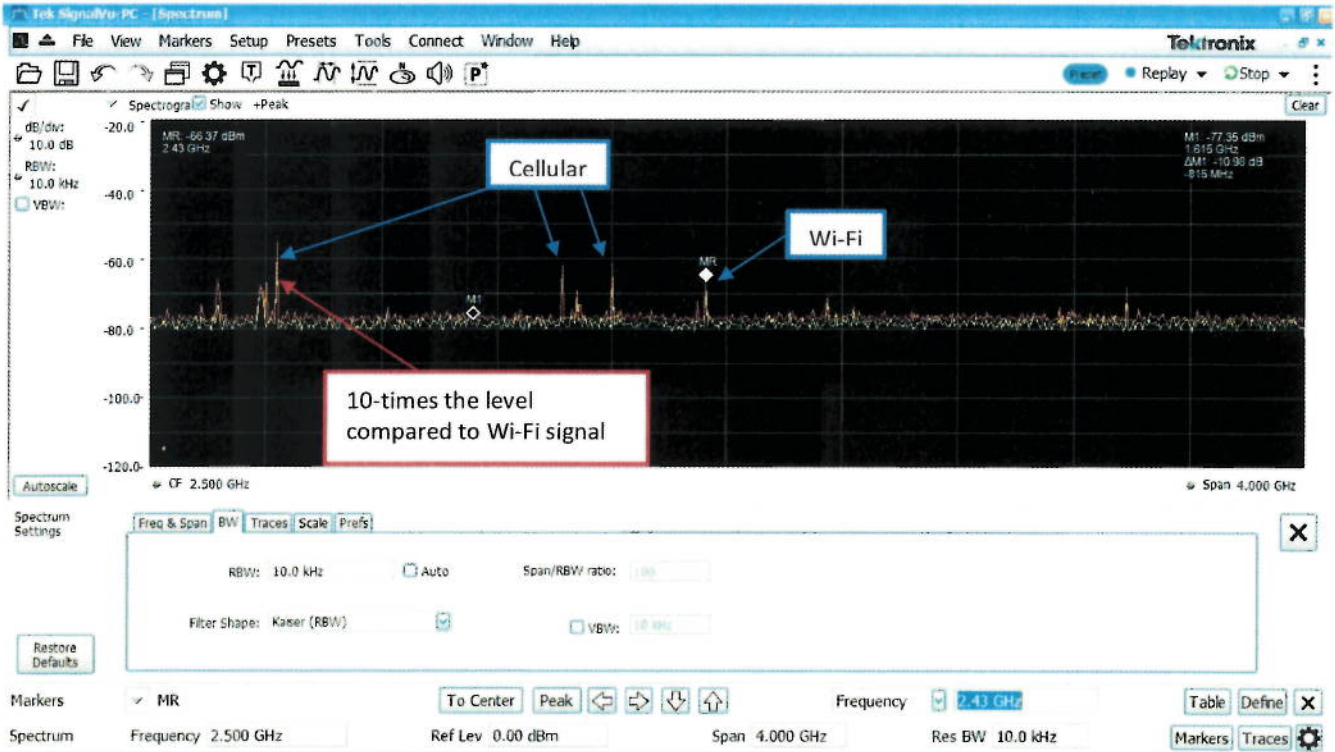 Tek SignalVu-PC - [Spectrum]
File View Markers Setup Presets Tools Connect Window Help
Tektronix
Preset Replay Stop
Spectrogra Show +Peak
Clear
dB/div:
10.0 dB
RBW:
10.0 kHz
VBW:
-20.0
-40.0
-60.0
-80.0
-100.0
-120.0
MR: -66.37 dBm
2.43 GHz
M1: -77.35 dBm
1.615 GHz
ΔM1: -10.98 dB
-815 MHz
Cellular
Wi-Fi
MR
M1
10-times the level
compared to Wi-Fi signal
Autoscale
CF 2.500 GHz
Span 4.000 GHz
Spectrum
Settings
Freq & Span BW Traces Scale Prefs
RBW: 10.0 kHz Auto Span/RBW ratio: 100
Filter Shape: Kaiser (RBW) VBW: 10 kHz
Restore
Defaults
Markers MR To Center Peak Frequency 2.43 GHz Table Define
Spectrum Frequency 2.500 GHz Ref Lev 0.00 dBm Span 4.000 GHz Res BW 10.0 kHz Markers Traces